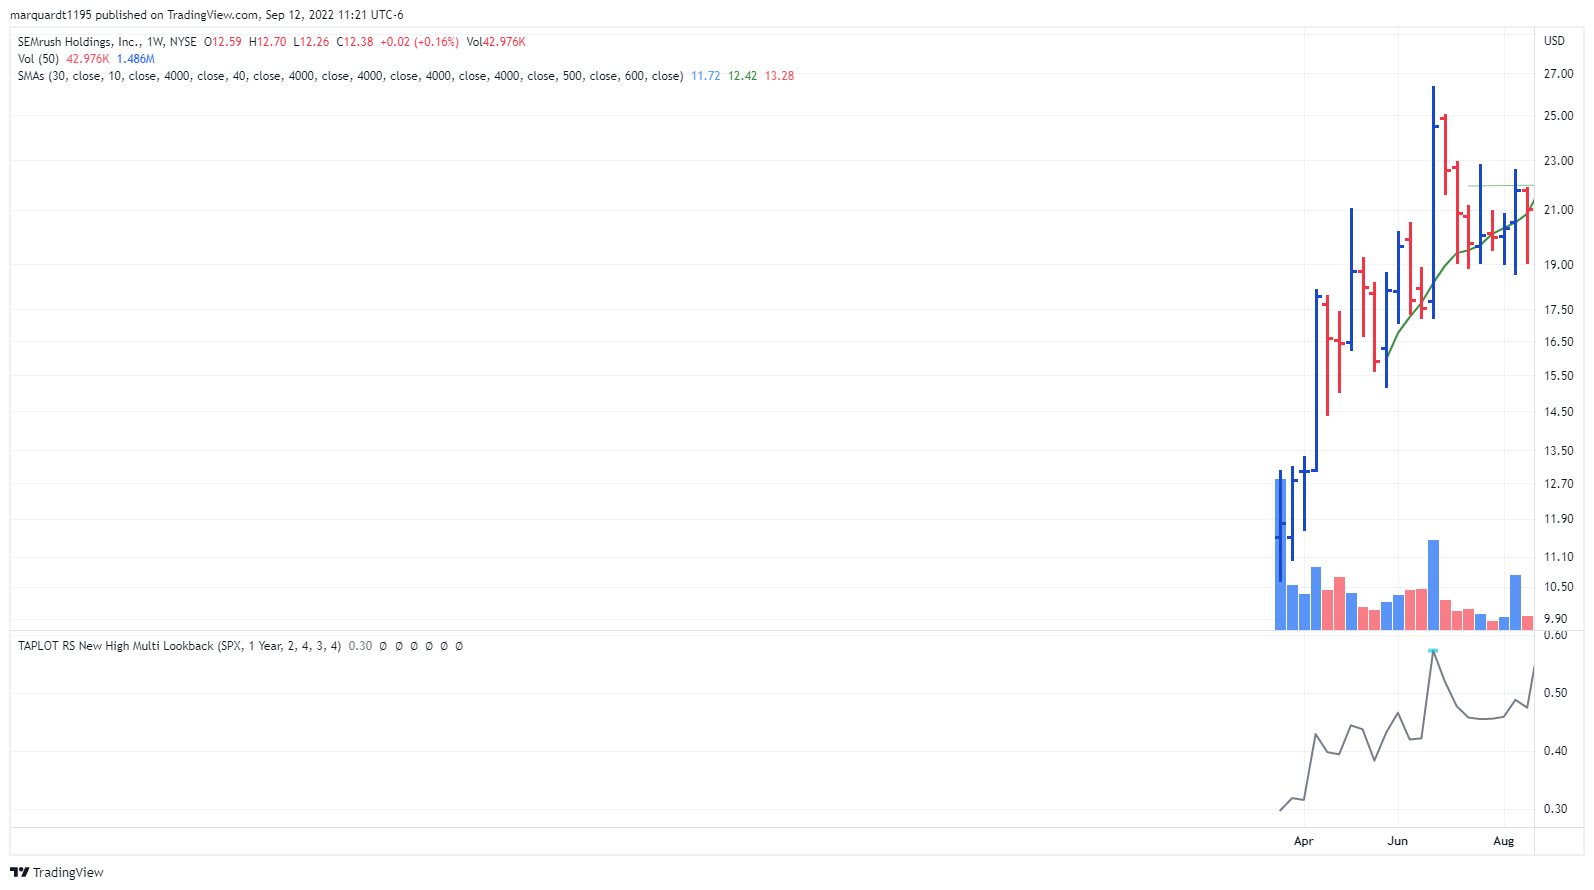 marquardt1195 published on TradingView.com, Sep 12, 2022 11:21 UTC-6
SEMrush Holdings, Inc., 1W, NYSE O12.59 H12.70 L12.26 C12.38 +0.02 (+0.16%) Vol42.976K
Vol (50) 42.976K 1.486M
SMAs (30, close, 10, close, 4000, close, 40, close, 4000, close, 4000, close, 4000, close, 4000, close, 500, close, 600, close) 11.72 12.42 13.28
USD
27.00
25.00
23.00
21.00
19.00
17.50
16.50
15.50
14.50
13.50
12.70
11.90
11.10
10.50
9.90
TAPLOT RS New High Multi Lookback (SPX, 1 Year, 2, 4, 3, 4) 0.30 Ø Ø Ø Ø Ø Ø
0.60
0.50
0.40
0.30
Apr Jun Aug
TradingView